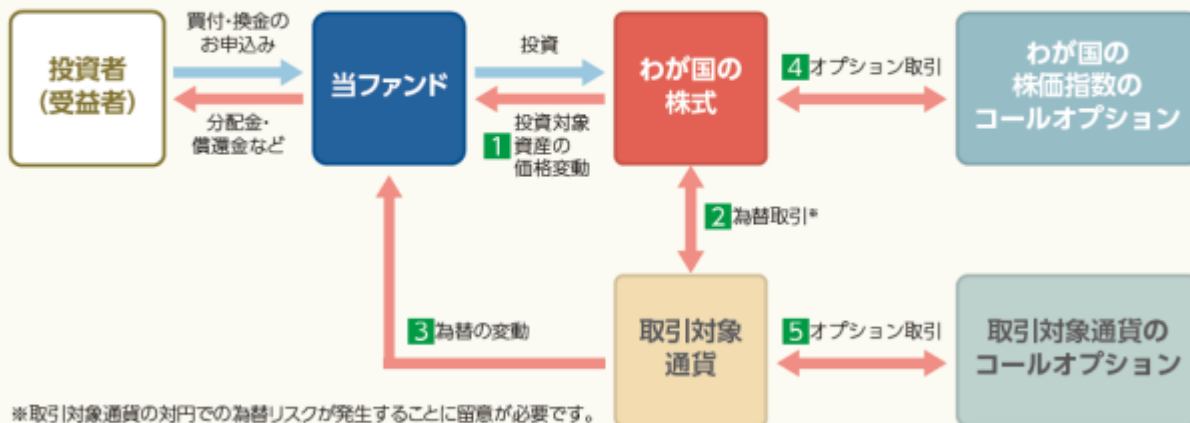 買付・換金の
お申込み
投資者
(受益者)
分配金・
償還金など
当ファンド
投資
1 投資対象
資産の
価格変動
わが国の
株式
4 オプション取引
わが国の
株価指数の
コールオプション
2 為替取引※
3 為替の変動
取引対象
通貨
5 オプション取引
取引対象通貨の
コールオプション
※取引対象通貨の対円での為替リスクが発生することに留意が必要です。